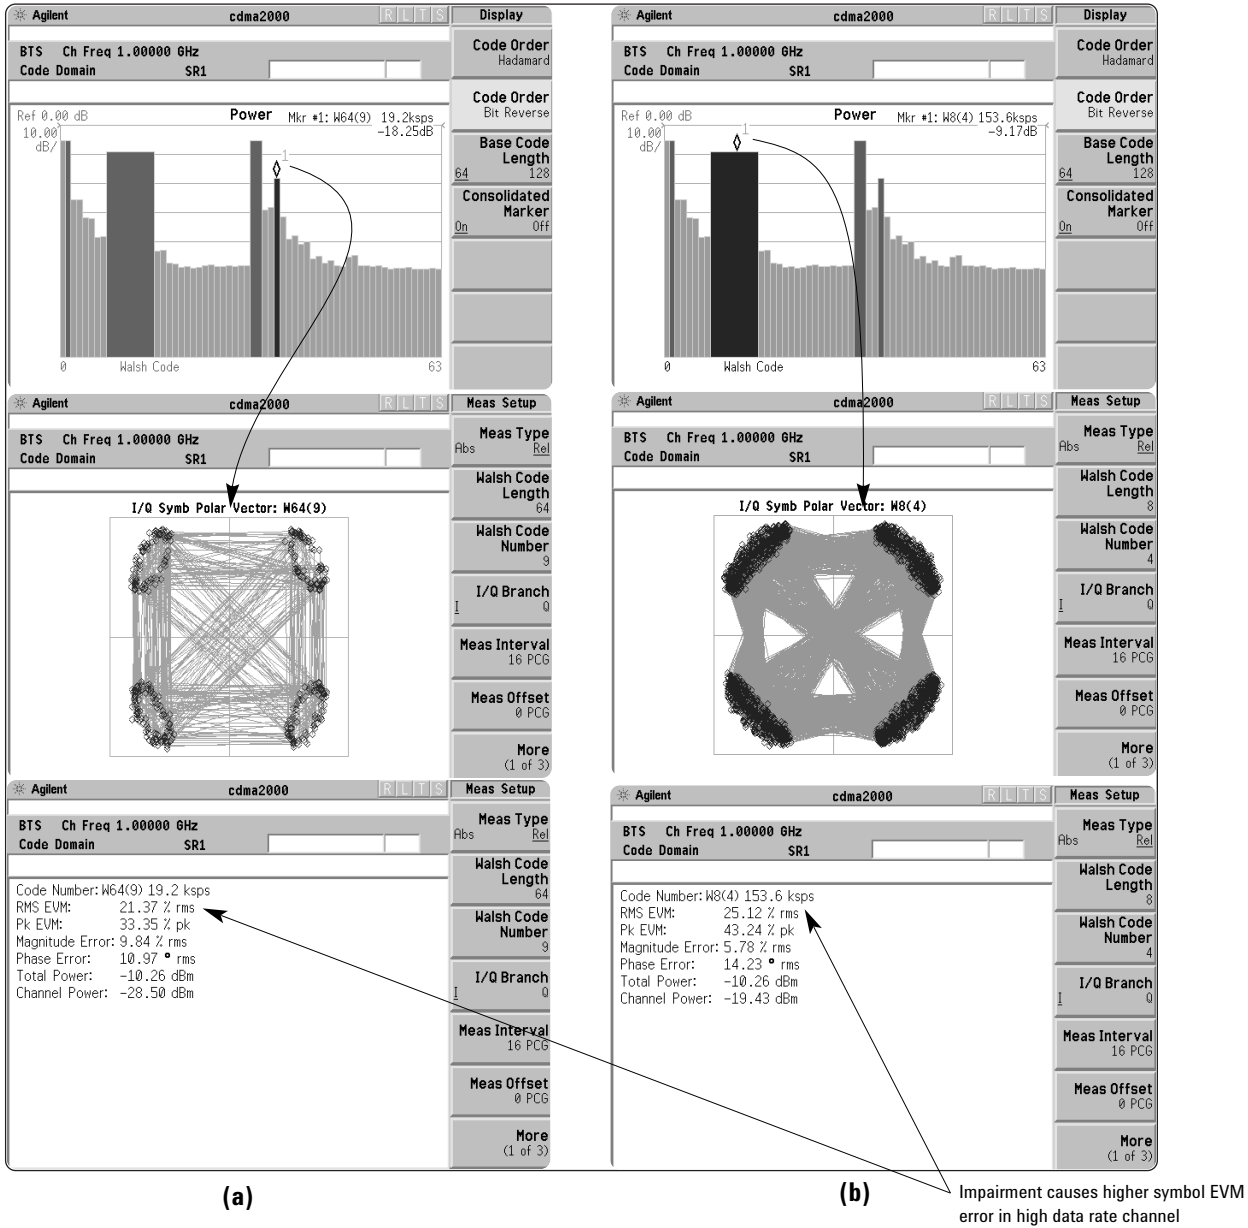 Agilent
cdma2000
R L T S
Display
BTS Ch Freq 1.00000 GHz
Code Domain SR1
Ref 0.00 dB
Power
Mkr #1: W64(9) 19.2ksps
-18.25dB
10.00
dB/
1
0
Walsh Code
63
Code Order
Hadamard
Code Order
Bit Reverse
Base Code
Length
64 128
Consolidated
Marker
On Off
Agilent
cdma2000
R L T S
Meas Setup
BTS Ch Freq 1.00000 GHz
Code Domain SR1
I/Q Symb Polar Vector: W64(9)
Meas Type
Abs Rel
Walsh Code
Length
64
Walsh Code
Number
9
I/Q Branch
I Q
Meas Interval
16 PCG
Meas Offset
0 PCG
More
(1 of 3)
Agilent
cdma2000
R L T S
Meas Setup
BTS Ch Freq 1.00000 GHz
Code Domain SR1
Code Number: W64(9) 19.2 ksps
RMS EVM: 21.37 % rms
Pk EVM: 33.35 % pk
Magnitude Error: 9.84 % rms
Phase Error: 10.97 ° rms
Total Power: -10.26 dBm
Channel Power: -28.50 dBm
Meas Type
Abs Rel
Walsh Code
Length
64
Walsh Code
Number
9
I/Q Branch
I Q
Meas Interval
16 PCG
Meas Offset
0 PCG
More
(1 of 3)
(a)
Agilent
cdma2000
R L T S
Display
BTS Ch Freq 1.00000 GHz
Code Domain SR1
Ref 0.00 dB
Power
Mkr #1: W8(4) 153.6ksps
-9.17dB
10.00
dB/
1
0
Walsh Code
63
Code Order
Hadamard
Code Order
Bit Reverse
Base Code
Length
64 128
Consolidated
Marker
On Off
Agilent
cdma2000
R L T S
Meas Setup
BTS Ch Freq 1.00000 GHz
Code Domain SR1
I/Q Symb Polar Vector: W8(4)
Meas Type
Abs Rel
Walsh Code
Length
8
Walsh Code
Number
4
I/Q Branch
I Q
Meas Interval
16 PCG
Meas Offset
0 PCG
More
(1 of 3)
Agilent
cdma2000
R L T S
Meas Setup
BTS Ch Freq 1.00000 GHz
Code Domain SR1
Code Number: W8(4) 153.6 ksps
RMS EVM: 25.12 % rms
Pk EVM: 43.24 % pk
Magnitude Error: 5.78 % rms
Phase Error: 14.23 ° rms
Total Power: -10.26 dBm
Channel Power: -19.43 dBm
Meas Type
Abs Rel
Walsh Code
Length
8
Walsh Code
Number
4
I/Q Branch
I Q
Meas Interval
16 PCG
Meas Offset
0 PCG
More
(1 of 3)
(b)
Impairment causes higher symbol EVM
error in high data rate channel